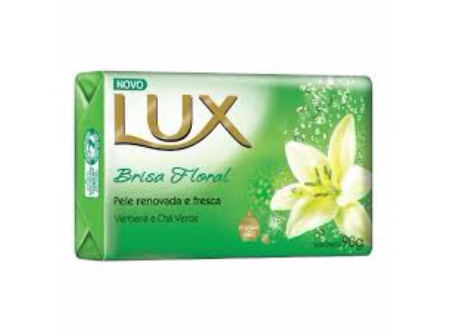 NOVO
LUX
Brisa Floral
Pele renovada e fresca
Verbena e Chá Verde
90g